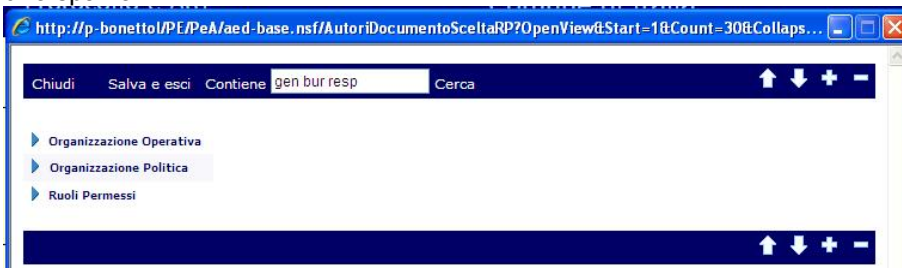 http://p-bonettol/PE/PeA/aed-base.nsf/AutoriDocumentoSceltaRP?OpenView&Start=1&Count=30&Collaps...
Chiudi Salva e esci Contiene gen bur resp Cerca
Organizzazione Operativa
Organizzazione Politica
Ruoli Permessi